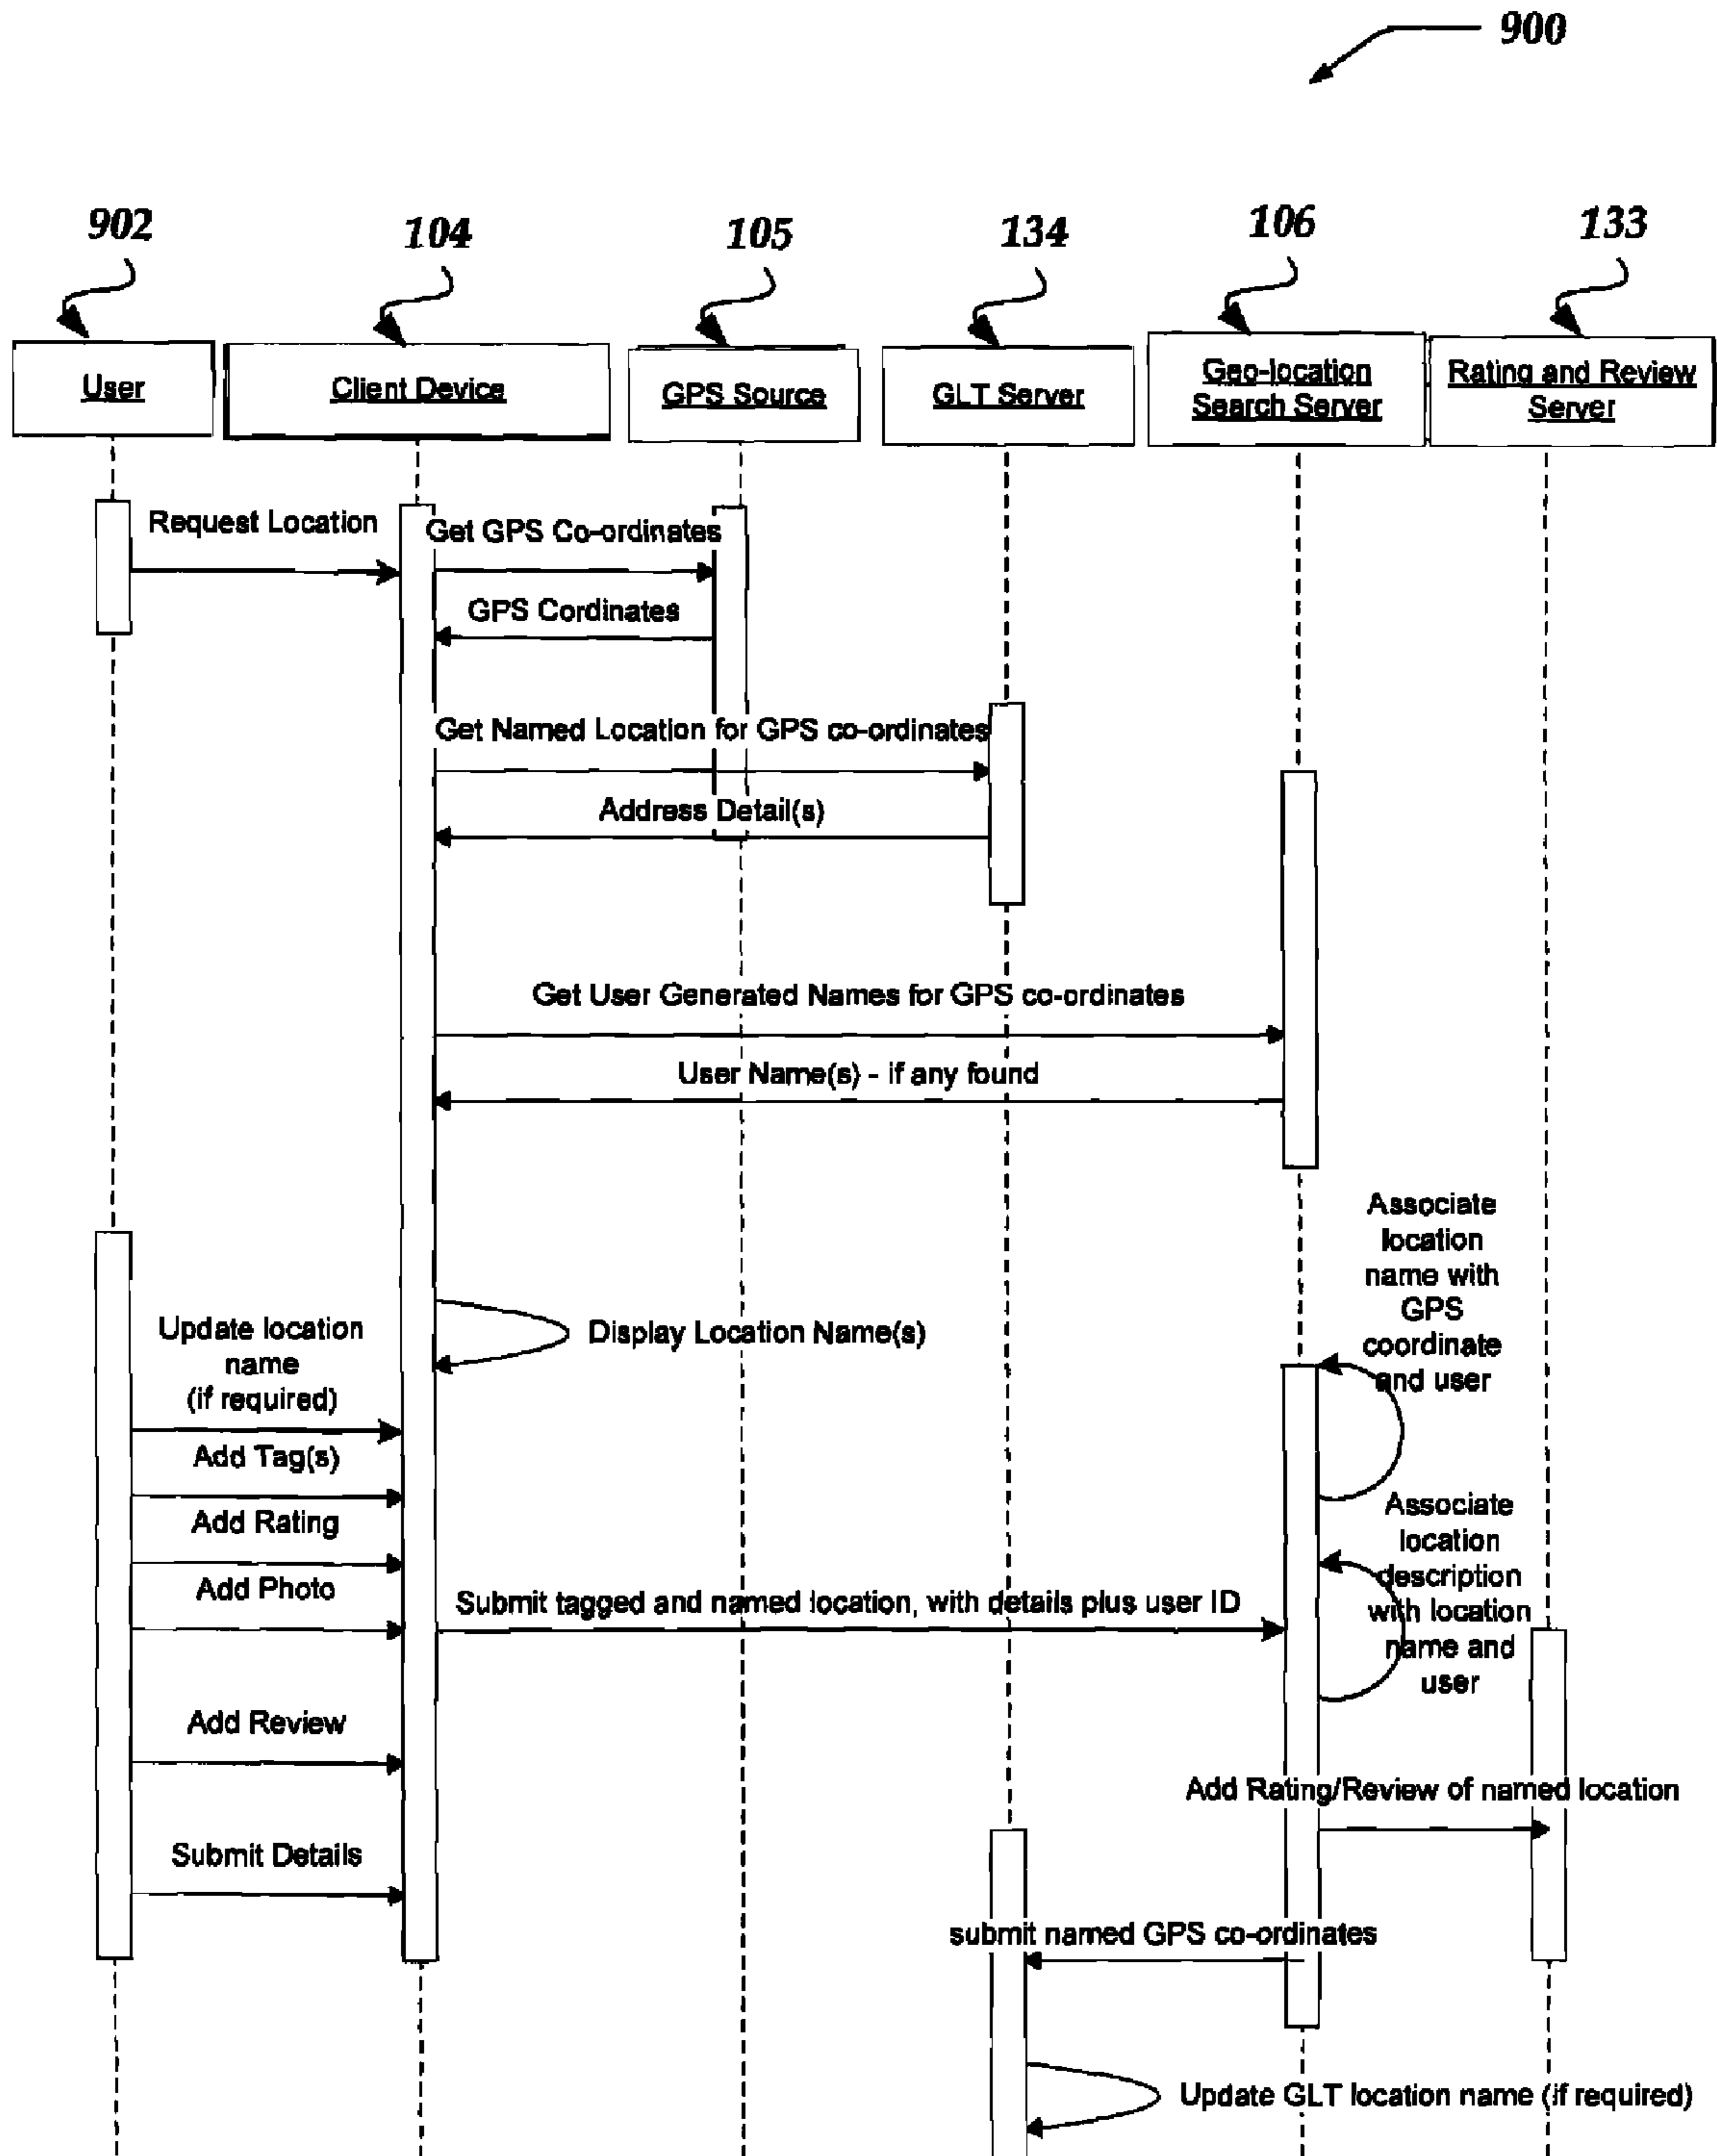 900
902
104
105
134
106
133
User
Client Device
GPS Source
GLT Server
Geo-location
Search Server
Rating and Review
Server
Request Location
Get GPS Co-ordinates
GPS Cordinates
Get Named Location for GPS co-ordinates
Address Detail(s)
Get User Generated Names for GPS co-ordinates
User Name(s) - if any found
Associate
location
name with
GPS
coordinate
and user
Display Location Name(s)
Update location
name
(if required)
Add Tag(s)
Add Rating
Add Photo
Submit tagged and named location, with details plus user ID
Associate
location
description
with location
name and
user
Add Review
Add Rating/Review of named location
Submit Details
submit named GPS co-ordinates
Update GLT location name (if required)